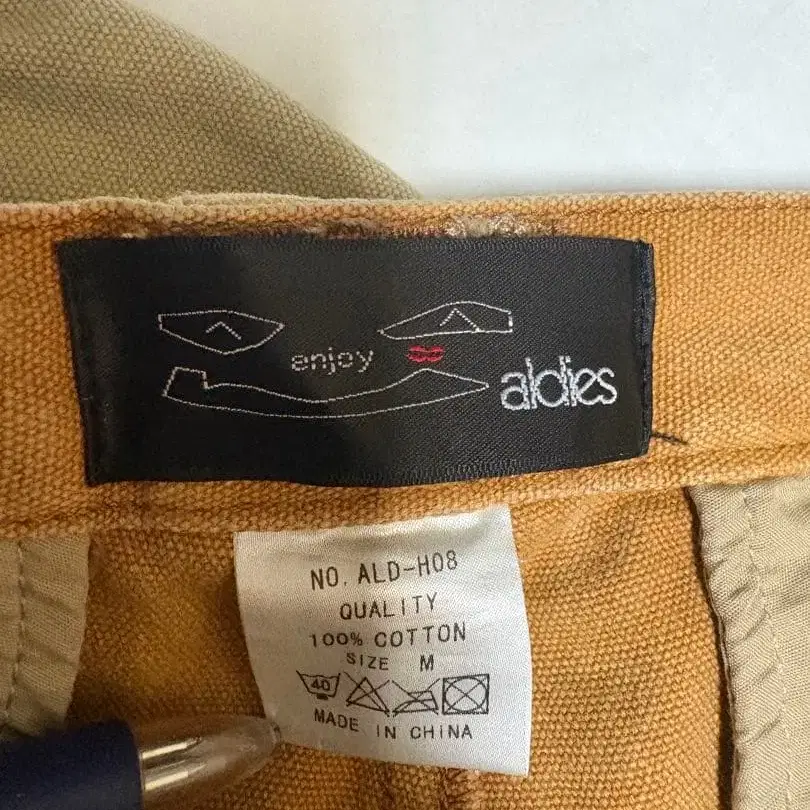 enjoy
aldies
NO. ALD-H08
QUALITY
100% COTTON
SIZE M
40
MADE IN CHINA